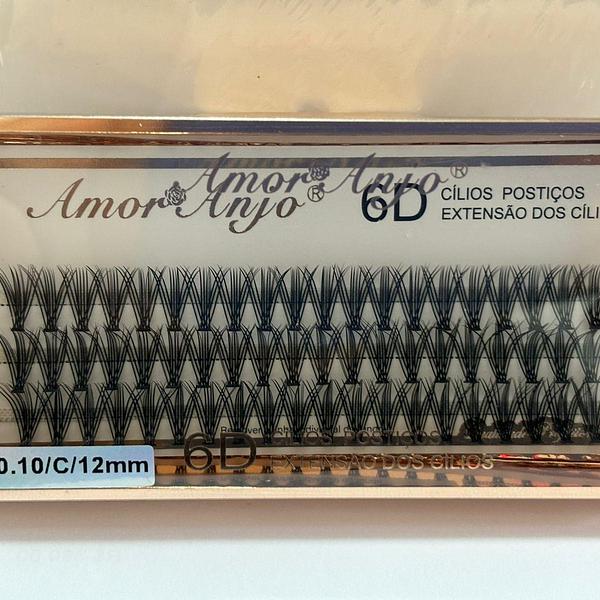 Amor Anjo®
Amor Anjo®
6D
CÍLIOS POSTIÇOS
EXTENSÃO DOS CÍLI
6D
CÍLIOS POSTIÇOS
EXTENSÃO DOS CÍLIOS
0.10/C/12mm